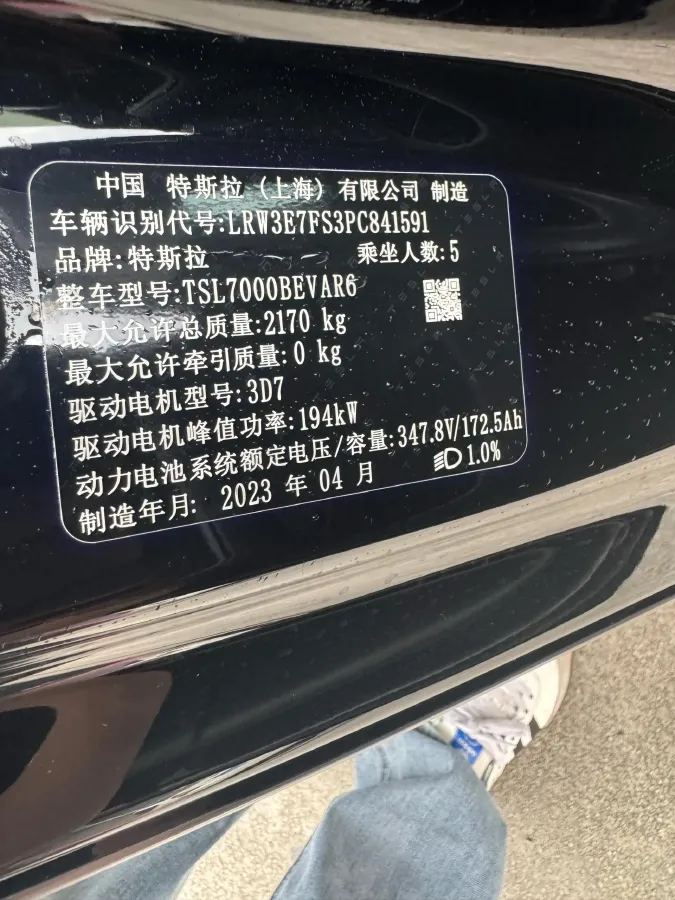 中国 特斯拉（上海）有限公司 制造
车辆识别代号:LRW3E7FS3PC841591
品牌:特斯拉 乘坐人数:5
整车型号:TSL7000BEVAR6
最大允许总质量:2170 kg
最大允许牵引质量:0 kg
驱动电机型号:3D7
驱动电机峰值功率:194kW
动力电池系统额定电压/容量:347.8V/172.5Ah
制造年月: 2023 年 04 月 1.0%